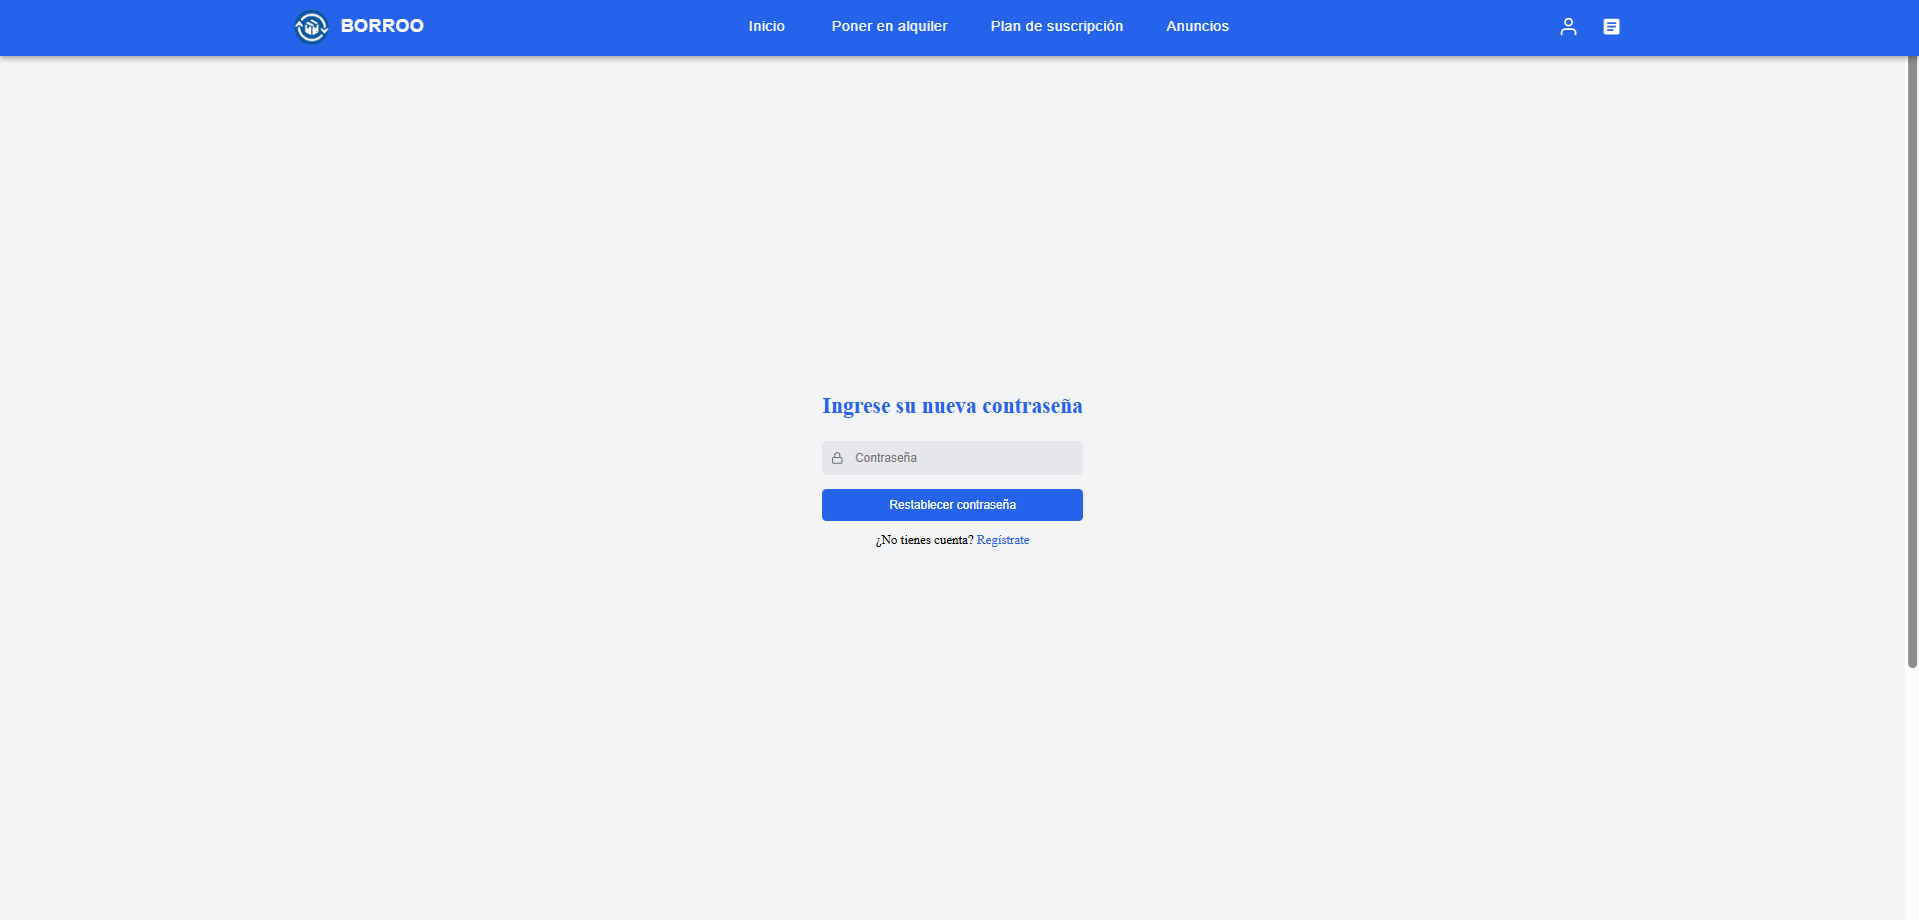 BORROO
Inicio
Poner en alquiler
Plan de suscripción
Anuncios
Ingrese su nueva contraseña
Contraseña
Restablecer contraseña
¿No tienes cuenta? Regístrate